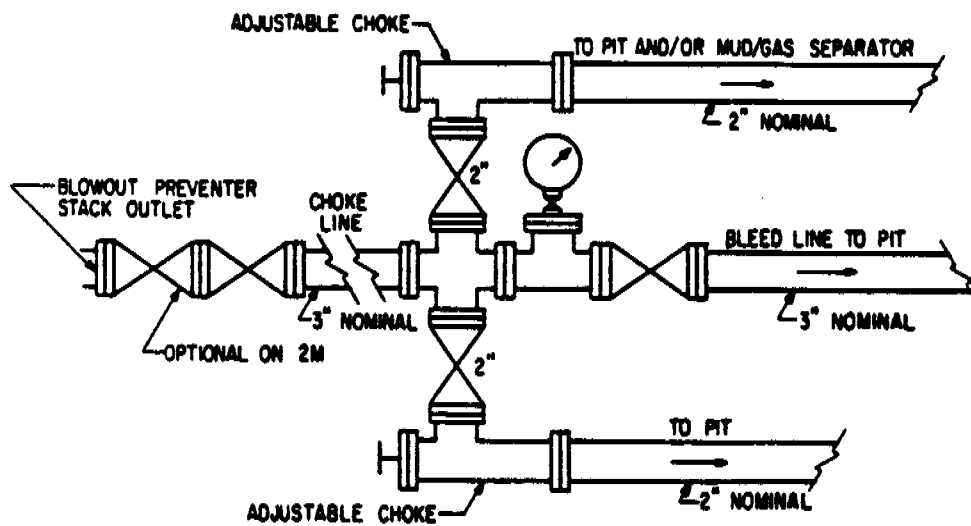 ADJUSTABLE CHOKE
TO PIT AND/OR MUD/GAS SEPARATOR
2" NOMINAL
2"
BLOWOUT PREVENTER
STACK OUTLET
CHOKE
LINE
BLEED LINE TO PIT
3" NOMINAL
3" NOMINAL
OPTIONAL ON 2M
2"
TO PIT
2" NOMINAL
ADJUSTABLE CHOKE